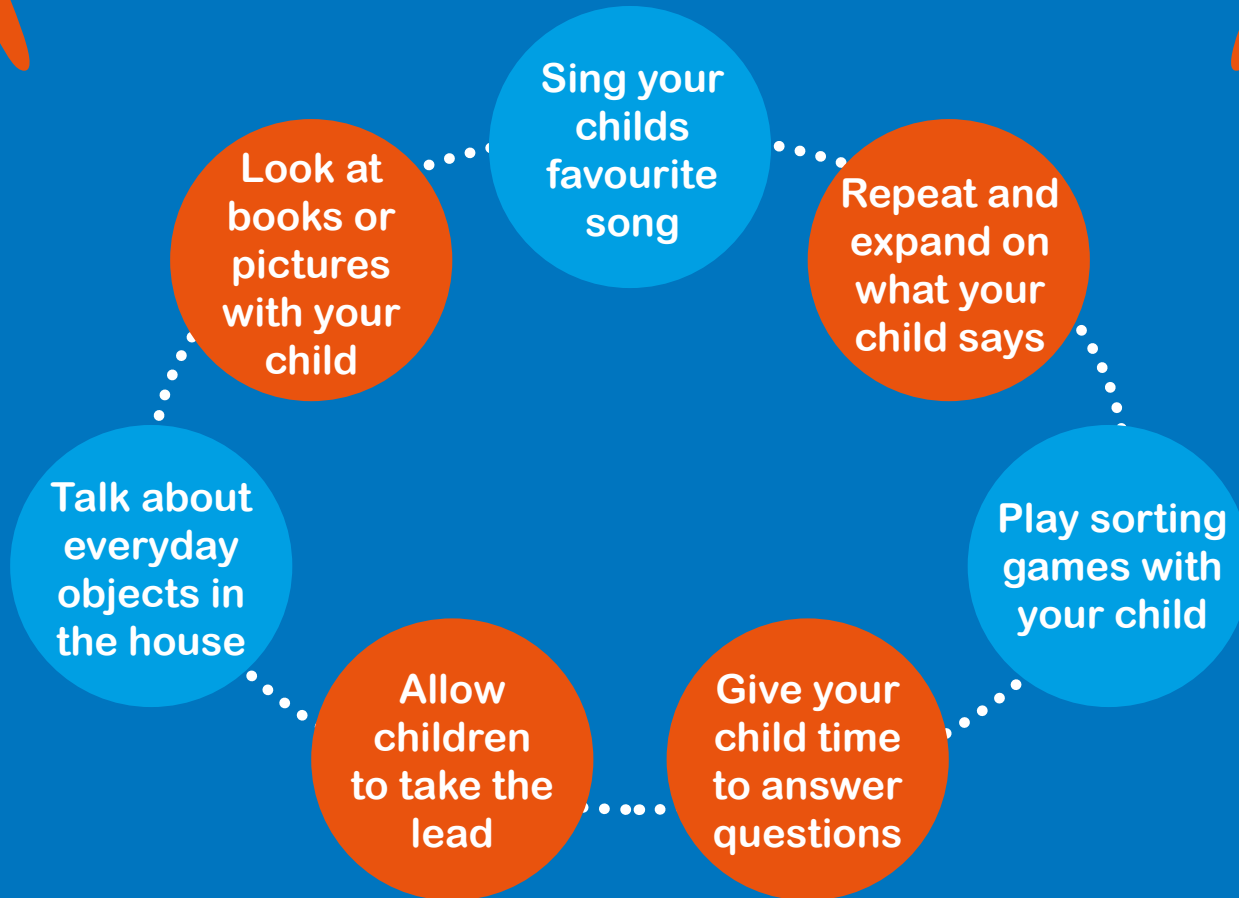 Sing your
childs
favourite
song
Repeat and
expand on
what your
child says
Play sorting
games with
your child
Give your
child time
to answer
questions
Allow
children
to take the
lead
Talk about
everyday
objects in
the house
Look at
books or
pictures
with your
child